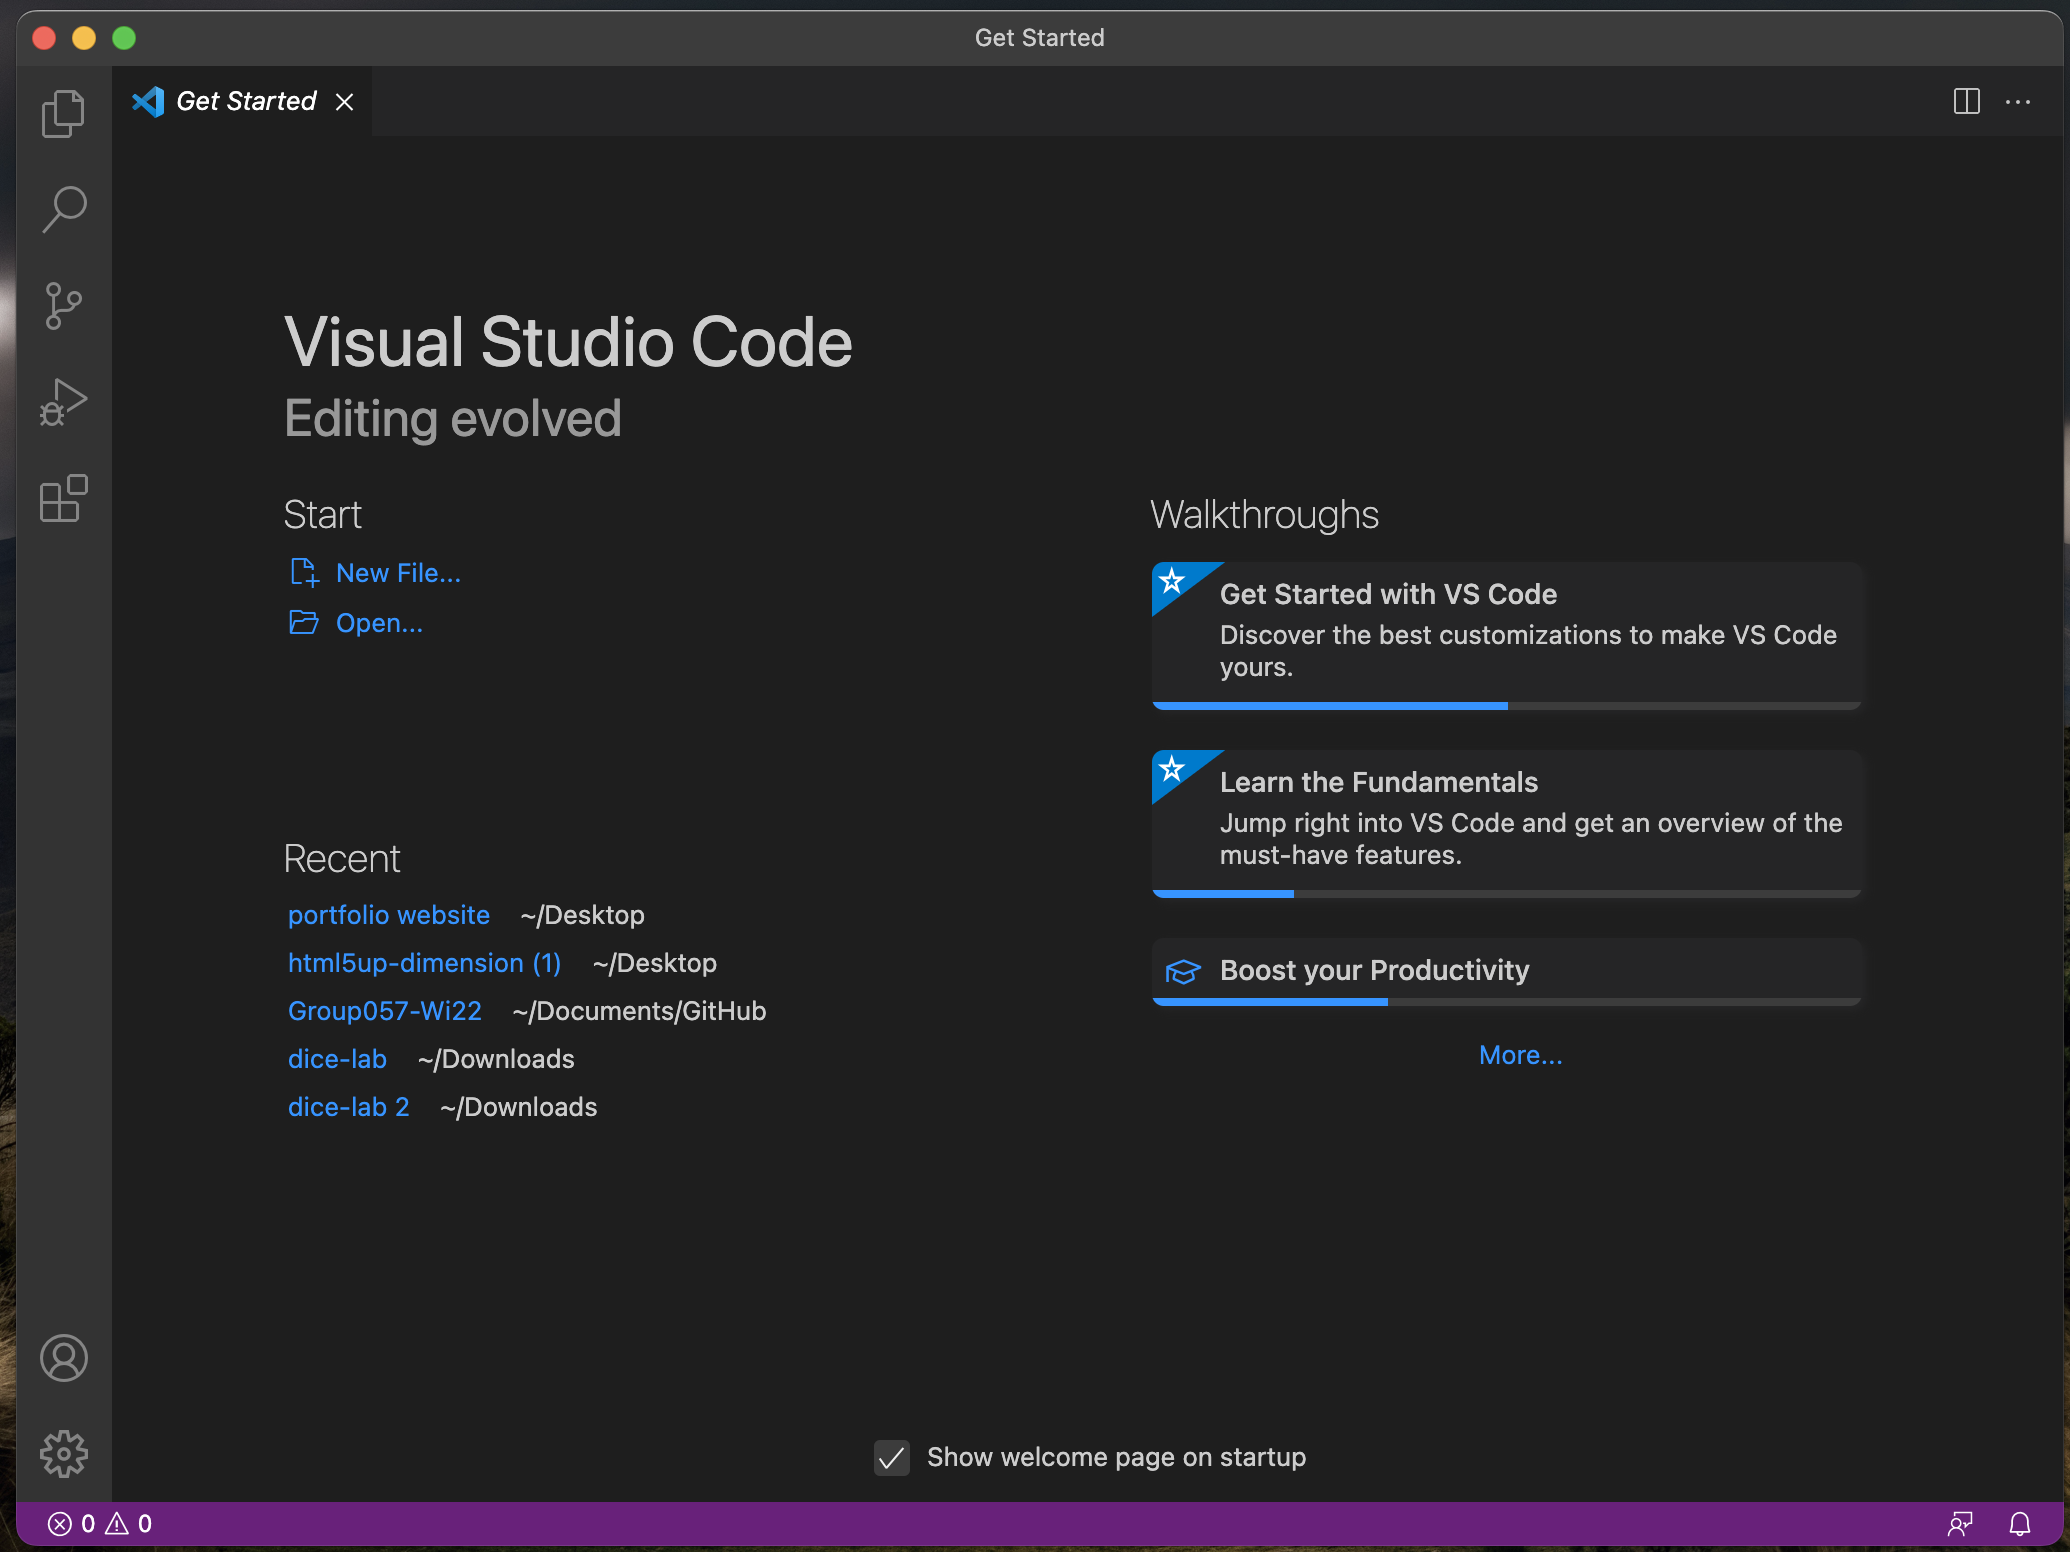 Get Started
Get Started
Visual Studio Code
Editing evolved
Start
New File...
Open...
Recent
portfolio website ~/Desktop
html5up-dimension (1) ~/Desktop
Group057-Wi22 ~/Documents/GitHub
dice-lab ~/Downloads
dice-lab 2 ~/Downloads
Walkthroughs
Get Started with VS Code
Discover the best customizations to make VS Code
yours.
Learn the Fundamentals
Jump right into VS Code and get an overview of the
must-have features.
Boost your Productivity
More...
Show welcome page on startup
0 0